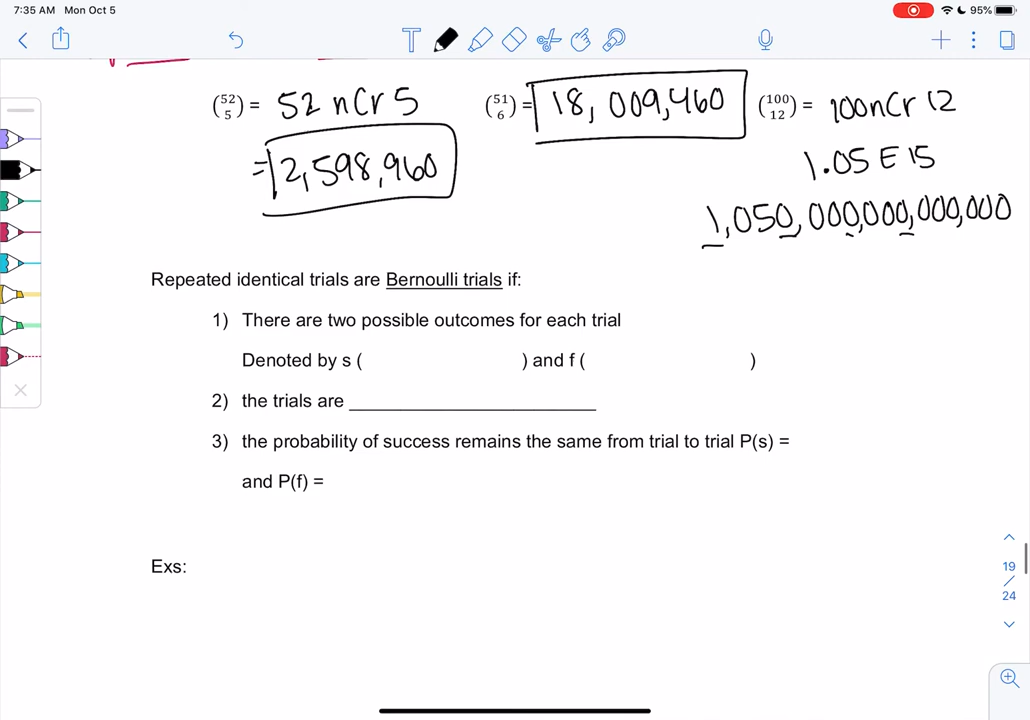 7:35 AM Mon Oct 5
95%
T
(52 5) = 52 nCr 5
(51 6) = 18,009,460
(100 12) = 100nCr 12
= 2,598,960
1.05 E 15
1,050,000,000,000,000
Repeated identical trials are Bernoulli trials if:
1) There are two possible outcomes for each trial
Denoted by s ( ) and f ( )
2) the trials are ____________________
3) the probability of success remains the same from trial to trial P(s) =
and P(f) =
Exs:
19
/
24